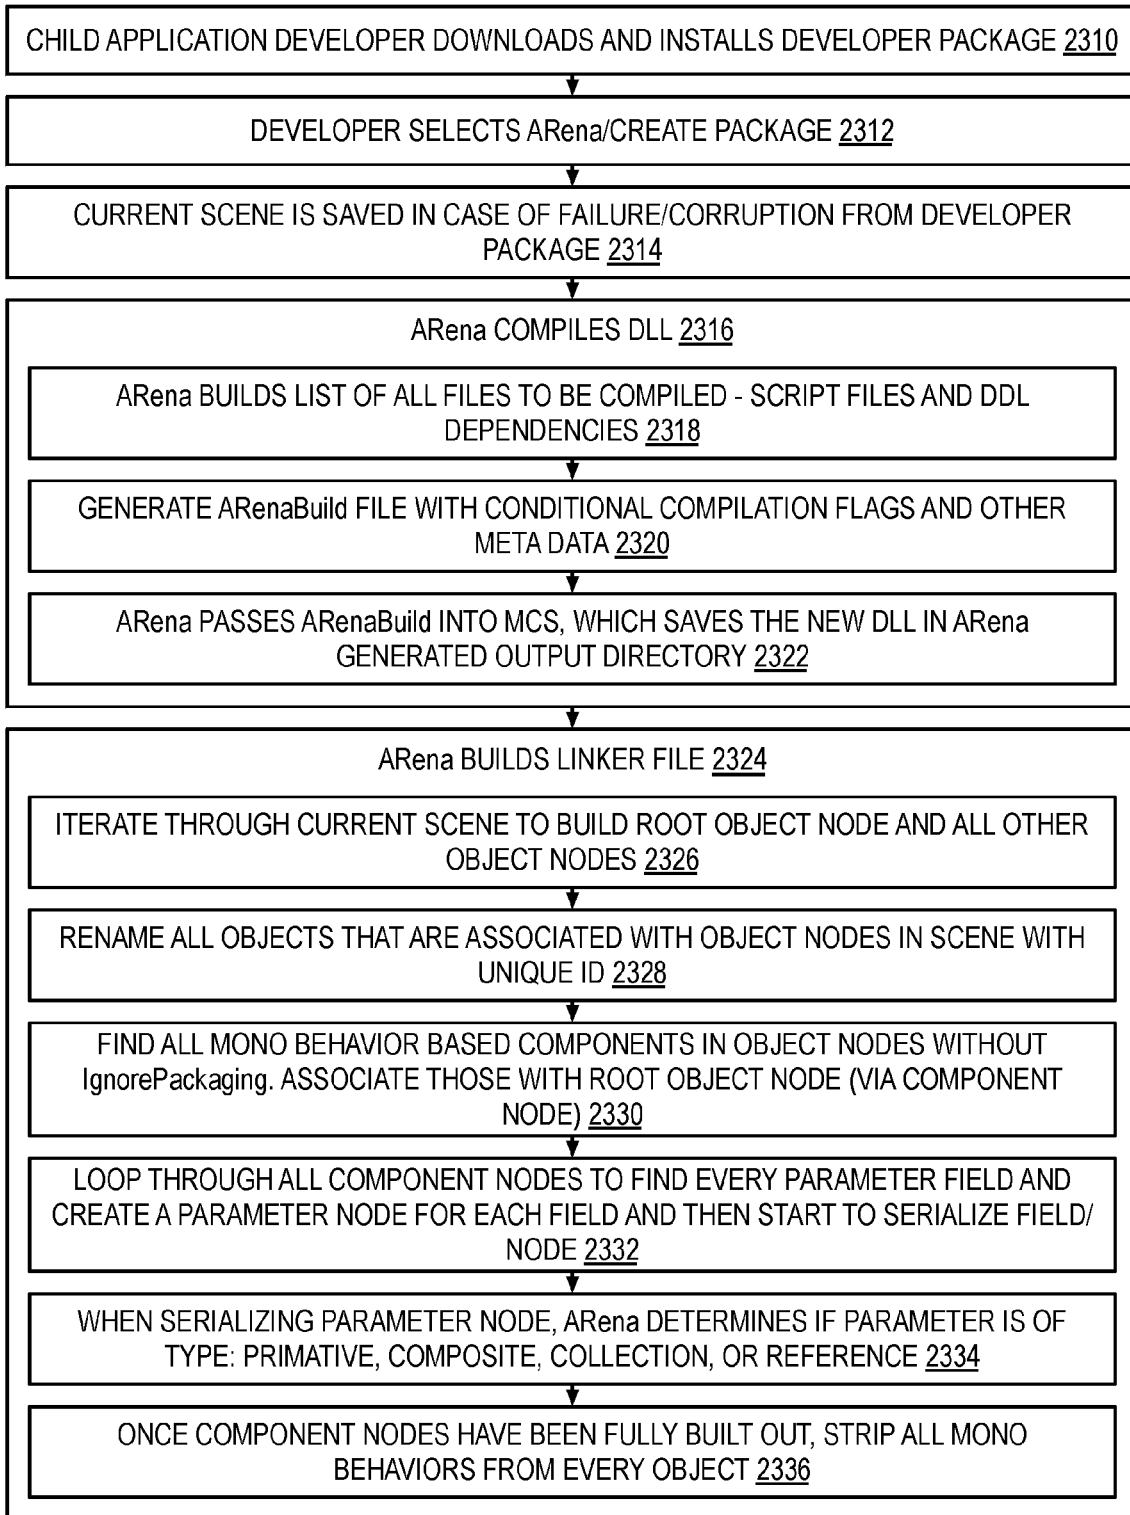 CHILD APPLICATION DEVELOPER DOWNLOADS AND INSTALLS DEVELOPER PACKAGE 2310
DEVELOPER SELECTS ARena/CREATE PACKAGE 2312
CURRENT SCENE IS SAVED IN CASE OF FAILURE/CORRUPTION FROM DEVELOPER
PACKAGE 2314
ARena COMPILES DLL 2316
ARena BUILDS LIST OF ALL FILES TO BE COMPILED - SCRIPT FILES AND DDL
DEPENDENCIES 2318
GENERATE ARenaBuild FILE WITH CONDITIONAL COMPILATION FLAGS AND OTHER
META DATA 2320
ARena PASSES ARenaBuild INTO MCS, WHICH SAVES THE NEW DLL IN ARena
GENERATED OUTPUT DIRECTORY 2322
ARena BUILDS LINKER FILE 2324
ITERATE THROUGH CURRENT SCENE TO BUILD ROOT OBJECT NODE AND ALL OTHER
OBJECT NODES 2326
RENAME ALL OBJECTS THAT ARE ASSOCIATED WITH OBJECT NODES IN SCENE WITH
UNIQUE ID 2328
FIND ALL MONO BEHAVIOR BASED COMPONENTS IN OBJECT NODES WITHOUT
IgnorePackaging. ASSOCIATE THOSE WITH ROOT OBJECT NODE (VIA COMPONENT
NODE) 2330
LOOP THROUGH ALL COMPONENT NODES TO FIND EVERY PARAMETER FIELD AND
CREATE A PARAMETER NODE FOR EACH FIELD AND THEN START TO SERIALIZE FIELD/
NODE 2332
WHEN SERIALIZING PARAMETER NODE, ARena DETERMINES IF PARAMETER IS OF
TYPE: PRIMATIVE, COMPOSITE, COLLECTION, OR REFERENCE 2334
ONCE COMPONENT NODES HAVE BEEN FULLY BUILT OUT, STRIP ALL MONO
BEHAVIORS FROM EVERY OBJECT 2336